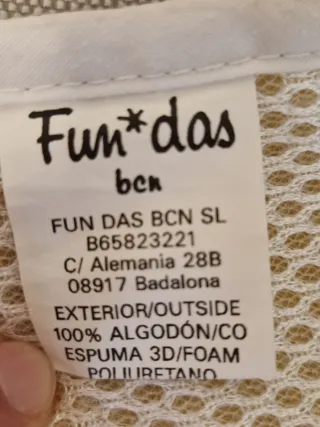 Fun*das
bcn
FUN DAS BCN SL
B65823221
C/ Alemania 28B
08917 Badalona
EXTERIOR/OUTSIDE
100% ALGODÓN/CO
ESPUMA 3D/FOAM
POLIURETANO